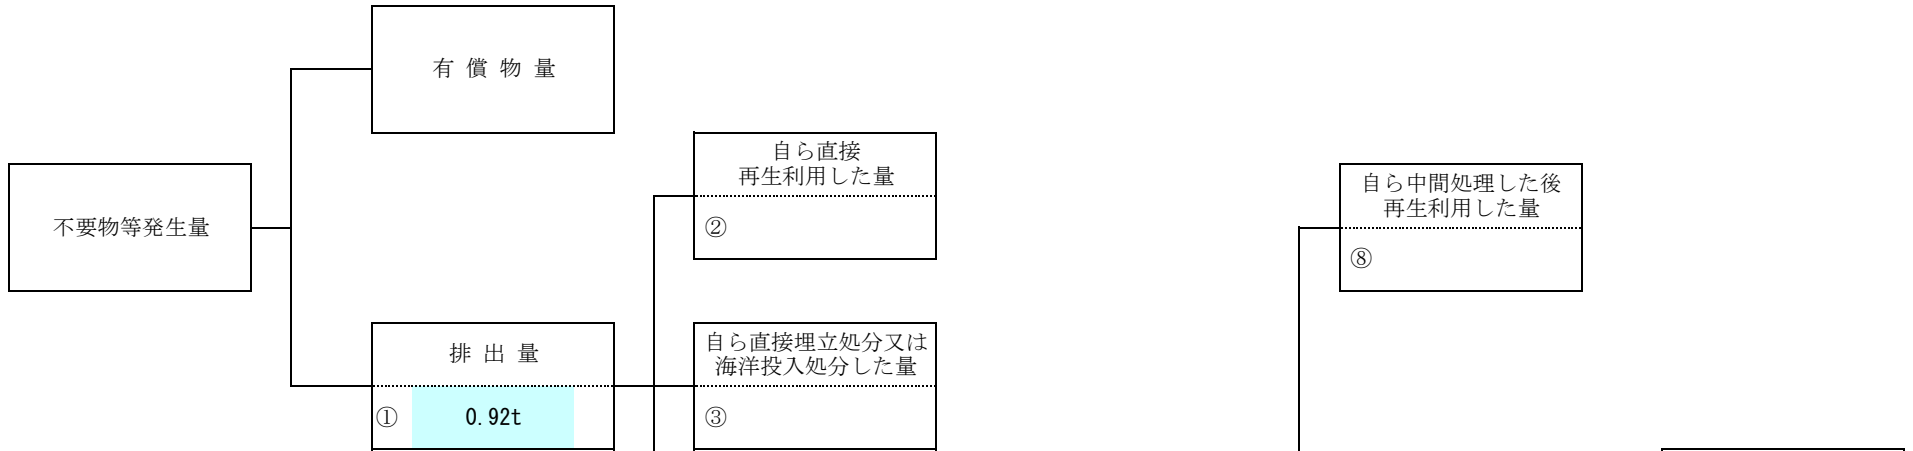 有 償 物 量
自ら直接
再生利用した量
②
不要物等発生量
自ら中間処理した後
再生利用した量
⑧
排 出 量
① 0.92t
自ら直接埋立処分又は
海洋投入処分した量
③